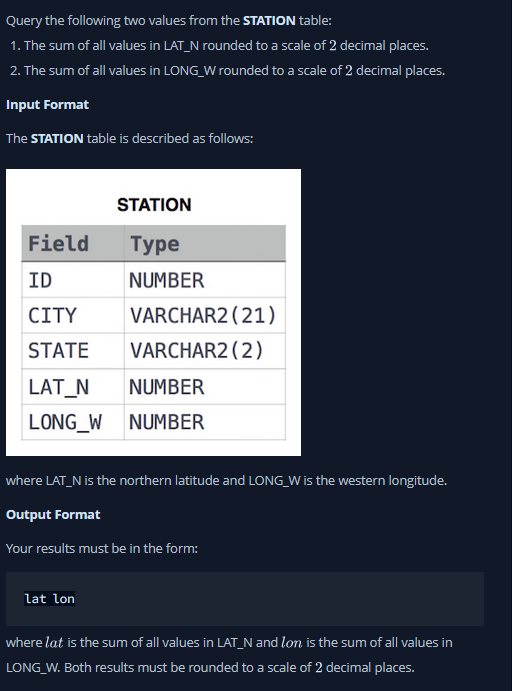 Query the following two values from the STATION table:
1. The sum of all values in LAT_N rounded to a scale of 2 decimal places.
2. The sum of all values in LONG_W rounded to a scale of 2 decimal places.
Input Format
The STATION table is described as follows:
STATION
Field Type
ID NUMBER
CITY VARCHAR2(21)
STATE VARCHAR2(2)
LAT_N NUMBER
LONG_W NUMBER
where LAT_N is the northern latitude and LONG_W is the western longitude.
Output Format
Your results must be in the form:
lat lon
where lat is the sum of all values in LAT_N and lon is the sum of all values in
LONG_W. Both results must be rounded to a scale of 2 decimal places.